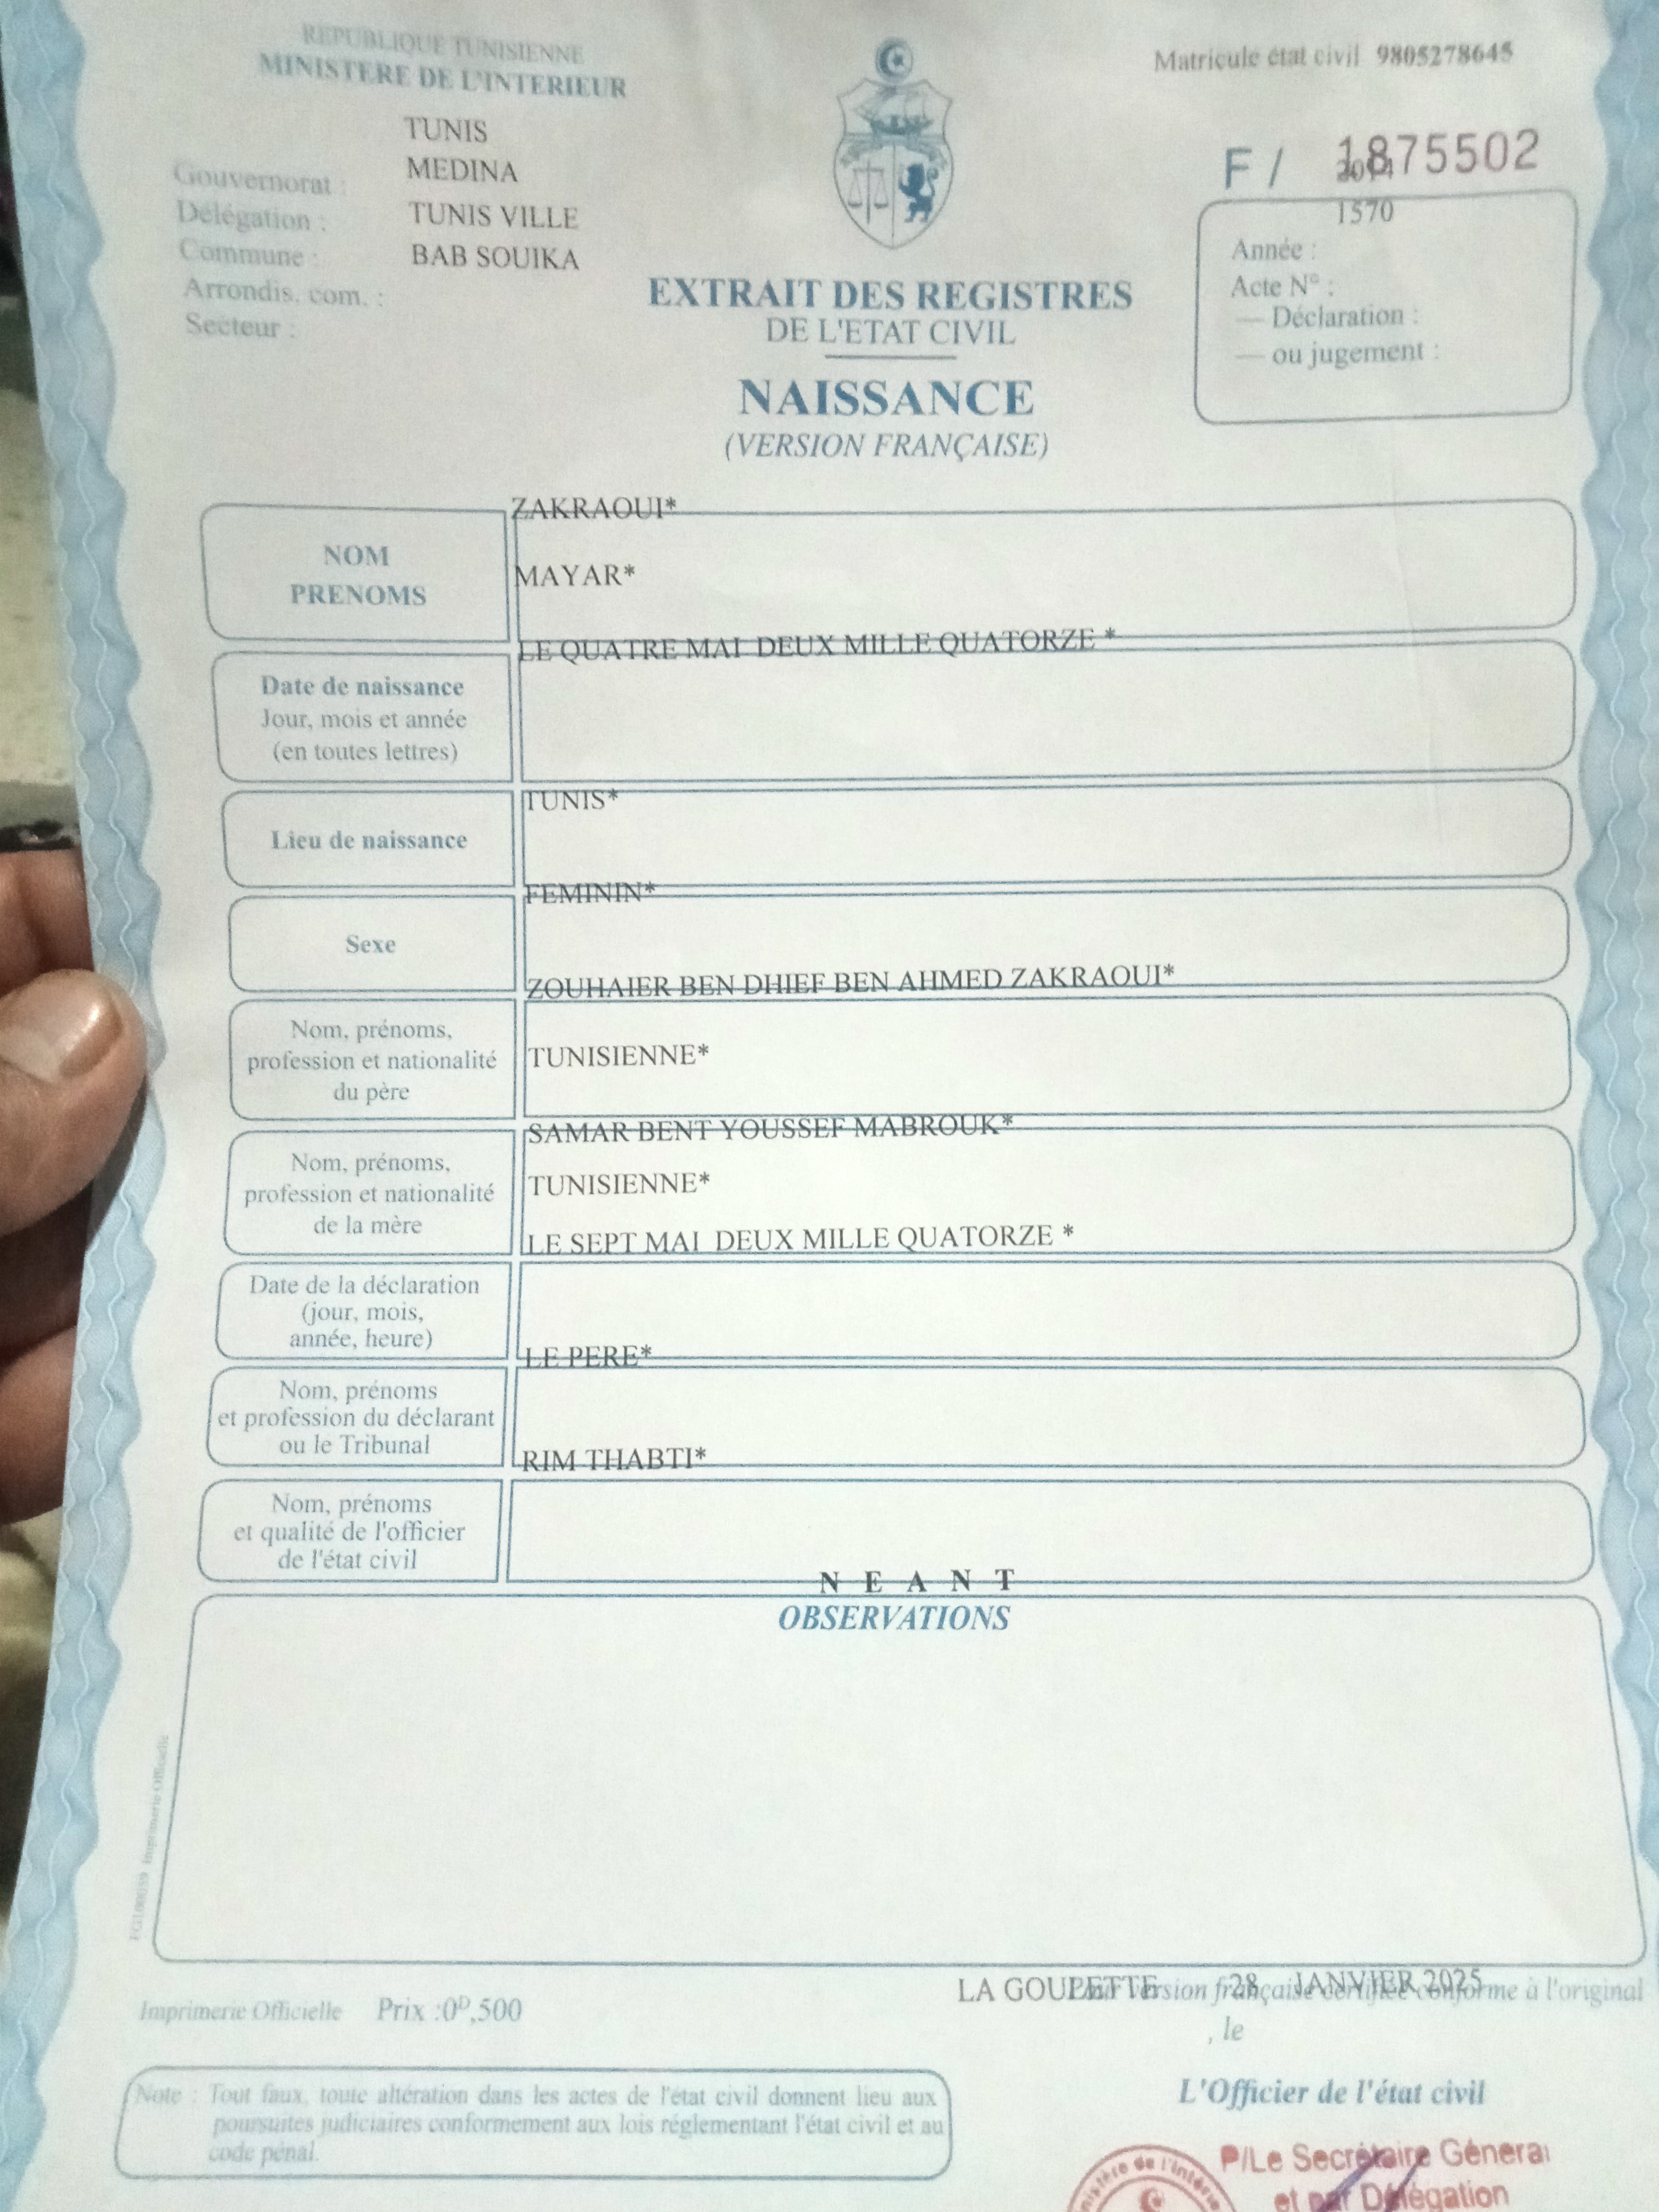 REPUBLIQUE TUNISIENNE
MINISTERE DE L'INTERIEUR
Matricule état civil 9805278645
TUNIS
MEDINA
TUNIS VILLE
BAB SOUIKA
Gouvernorat :
Délégation :
Commune :
Arrondis. com. :
Secteur :
F / 1875502
2014
1570
Année :
Acte N° :
— Déclaration :
— ou jugement :
EXTRAIT DES REGISTRES
DE L'ETAT CIVIL
NAISSANCE
(VERSION FRANÇAISE)
ZAKRAOUI*
NOM
PRENOMS
MAYAR*
LE QUATRE MAI DEUX MILLE QUATORZE *
Date de naissance
Jour, mois et année
(en toutes lettres)
TUNIS*
Lieu de naissance
FEMININ*
Sexe
ZOUHAIER BEN DHIEF BEN AHMED ZAKRAOUI*
Nom, prénoms,
profession et nationalité
du père
TUNISIENNE*
SAMAR BENT YOUSSEF MABROUK*
Nom, prénoms,
profession et nationalité
de la mère
TUNISIENNE*
LE SEPT MAI DEUX MILLE QUATORZE *
Date de la déclaration
(jour, mois,
année, heure)
LE PERE*
Nom, prénoms
et profession du déclarant
ou le Tribunal
RIM THABTI*
Nom, prénoms
et qualité de l'officier
de l'état civil
N E A N T
OBSERVATIONS
Imprimerie Officielle
LA GOULETTE 28 JANVIER 2025
version française certifiée conforme à l'original
, le
Imprimerie Officielle Prix :0ᴰ,500
L'Officier de l'état civil
Note : Tout faux, toute altération dans les actes de l'état civil donnent lieu aux
poursuites judiciaires conformement aux lois réglementant l'état civil et au
code pénal.
P/Le Secrétaire Géneral
et par Délégation